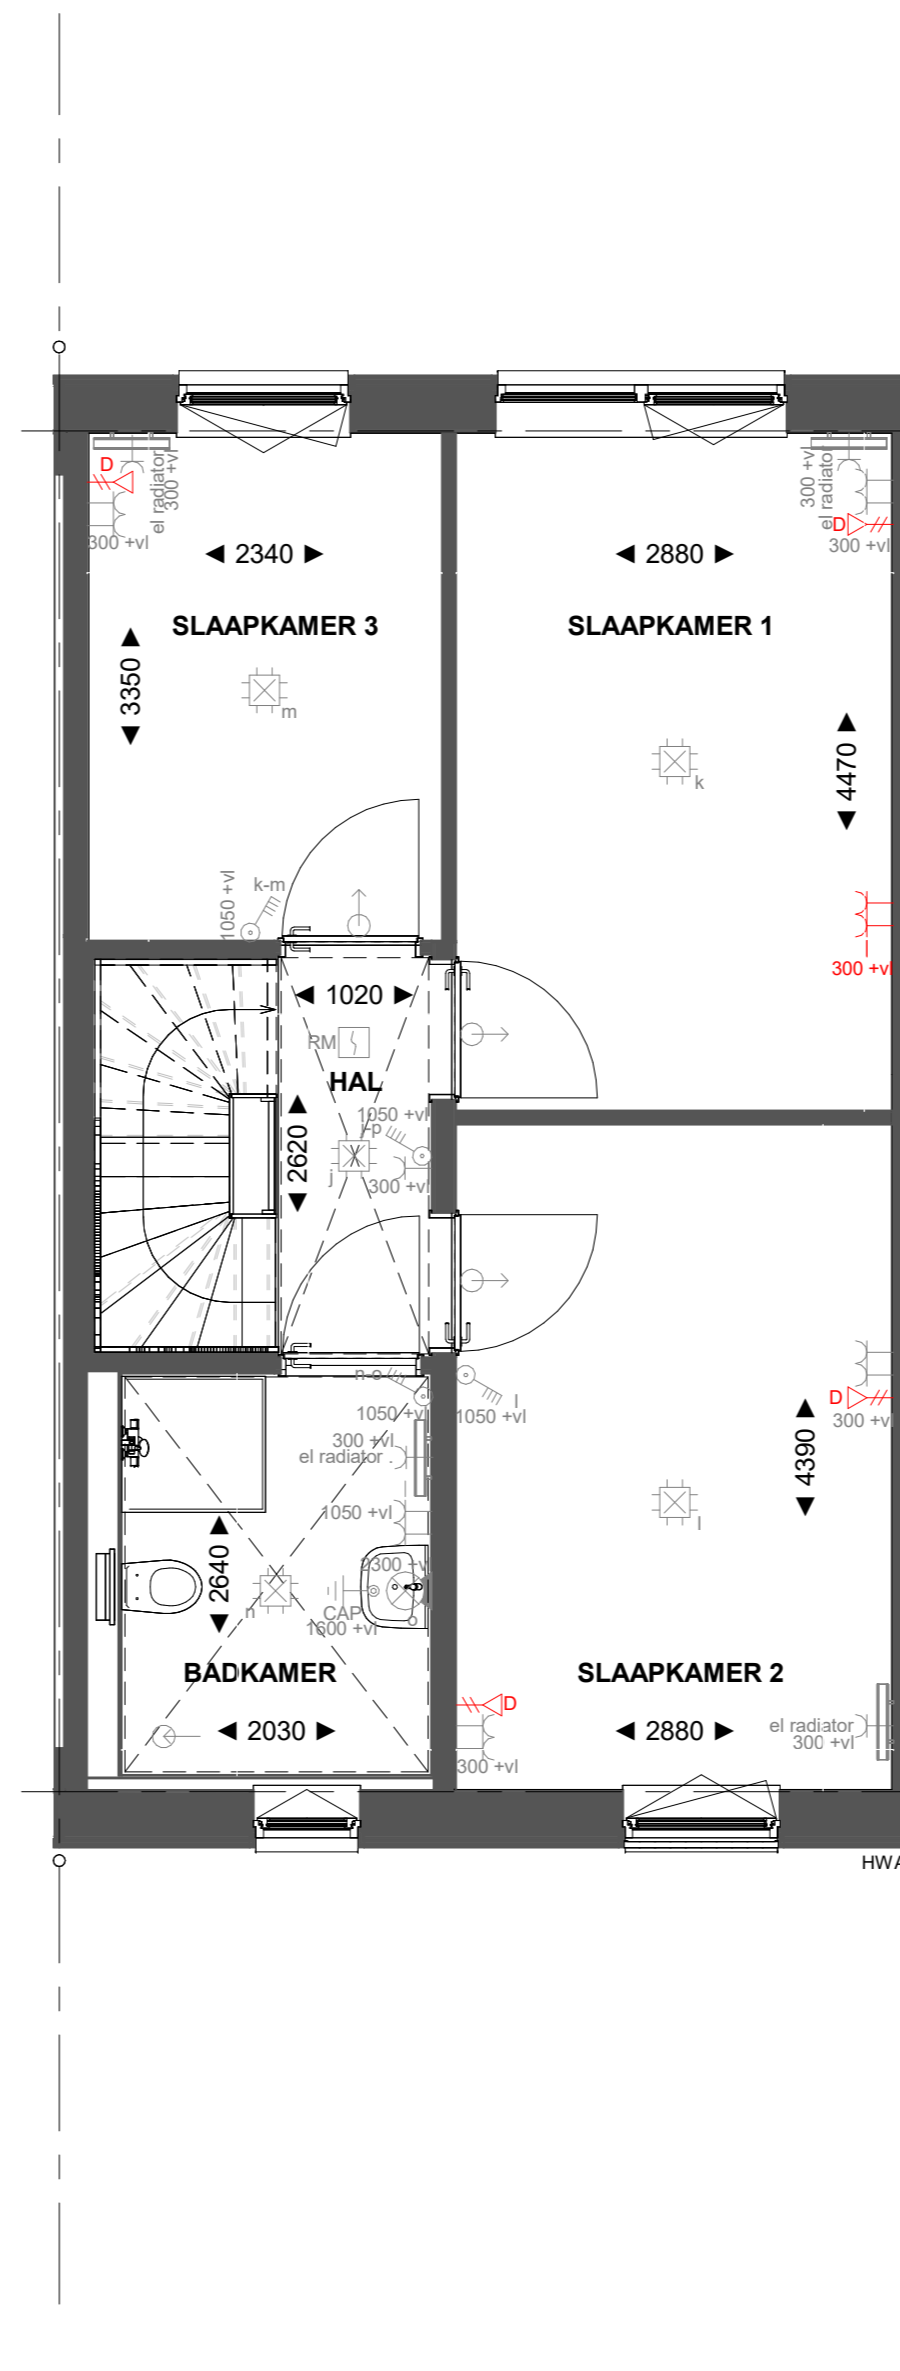 D
el radiator
300 +vl
300 +vl
◄ 2340 ►
SLAAPKAMER 3
3350
m
1050 +vl
k-m
300 +vl
el radiator
D
300 +vl
◄ 2880 ►
SLAAPKAMER 1
4470
k
300 +vl
◄ 1020 ►
RM
HAL
1050 +vl
j-p
2620
j
300 +vl
n-o
1050 +vl
l
1050 +vl
300 +vl
el radiator
1050 +vl
2640
2300 +v
n
CAP
1600 +vl
o
BADKAMER
◄ 2030 ►
D
300 +vl
4390
l
SLAAPKAMER 2
D
◄ 2880 ►
el radiator
300 +vl
300 +vl
HWA